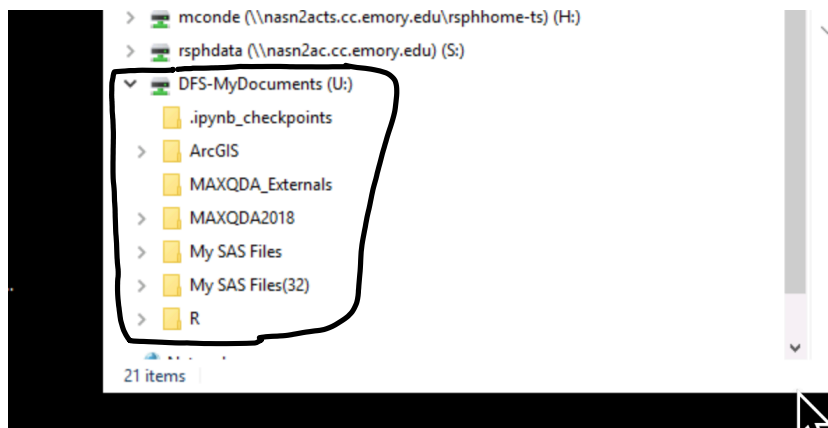 mconde (\\nasn2acts.cc.emory.edu\rsphhome-ts) (H:)
rsphdata (\\nasn2ac.cc.emory.edu) (S:)
DFS-MyDocuments (U:)
.ipynb_checkpoints
ArcGIS
MAXQDA_Externals
MAXQDA2018
My SAS Files
My SAS Files(32)
R
21 items